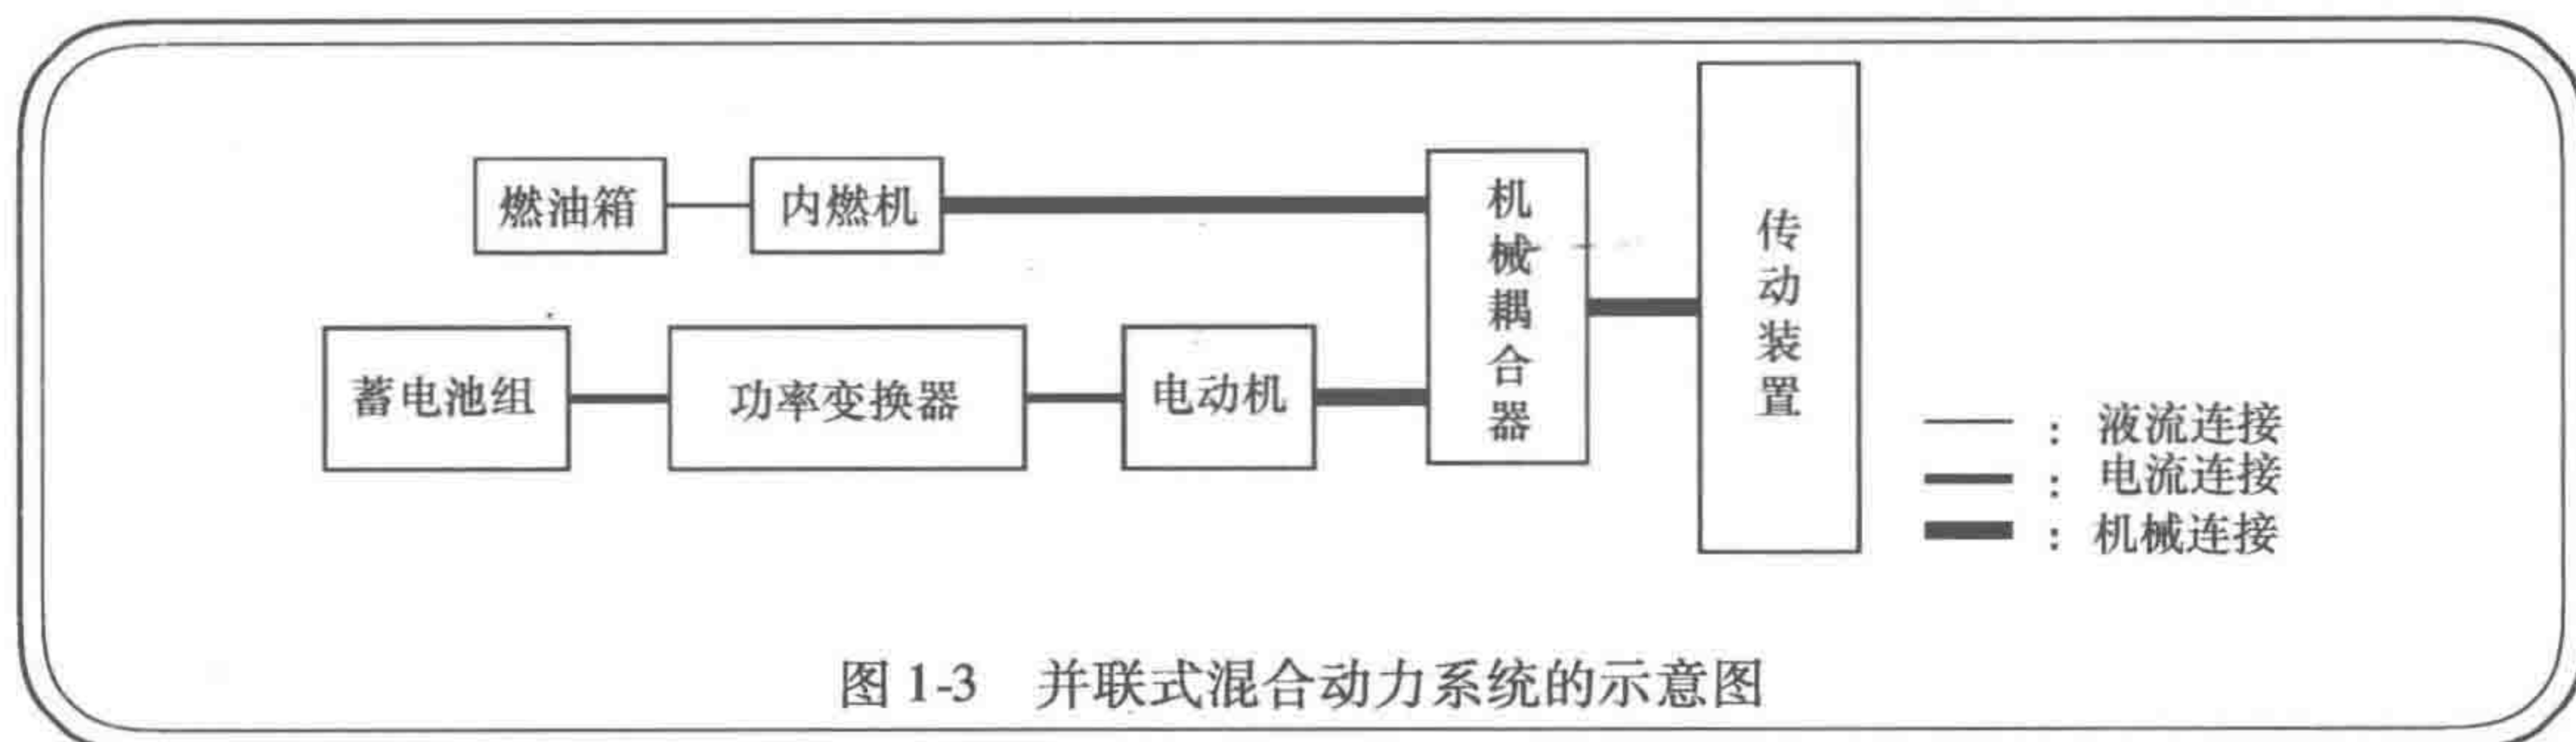 燃油箱
内燃机
机械耦合器
传动装置
蓄电池组
功率变换器
电动机
：液流连接
：电流连接
：机械连接
图 1-3 并联式混合动力系统的示意图